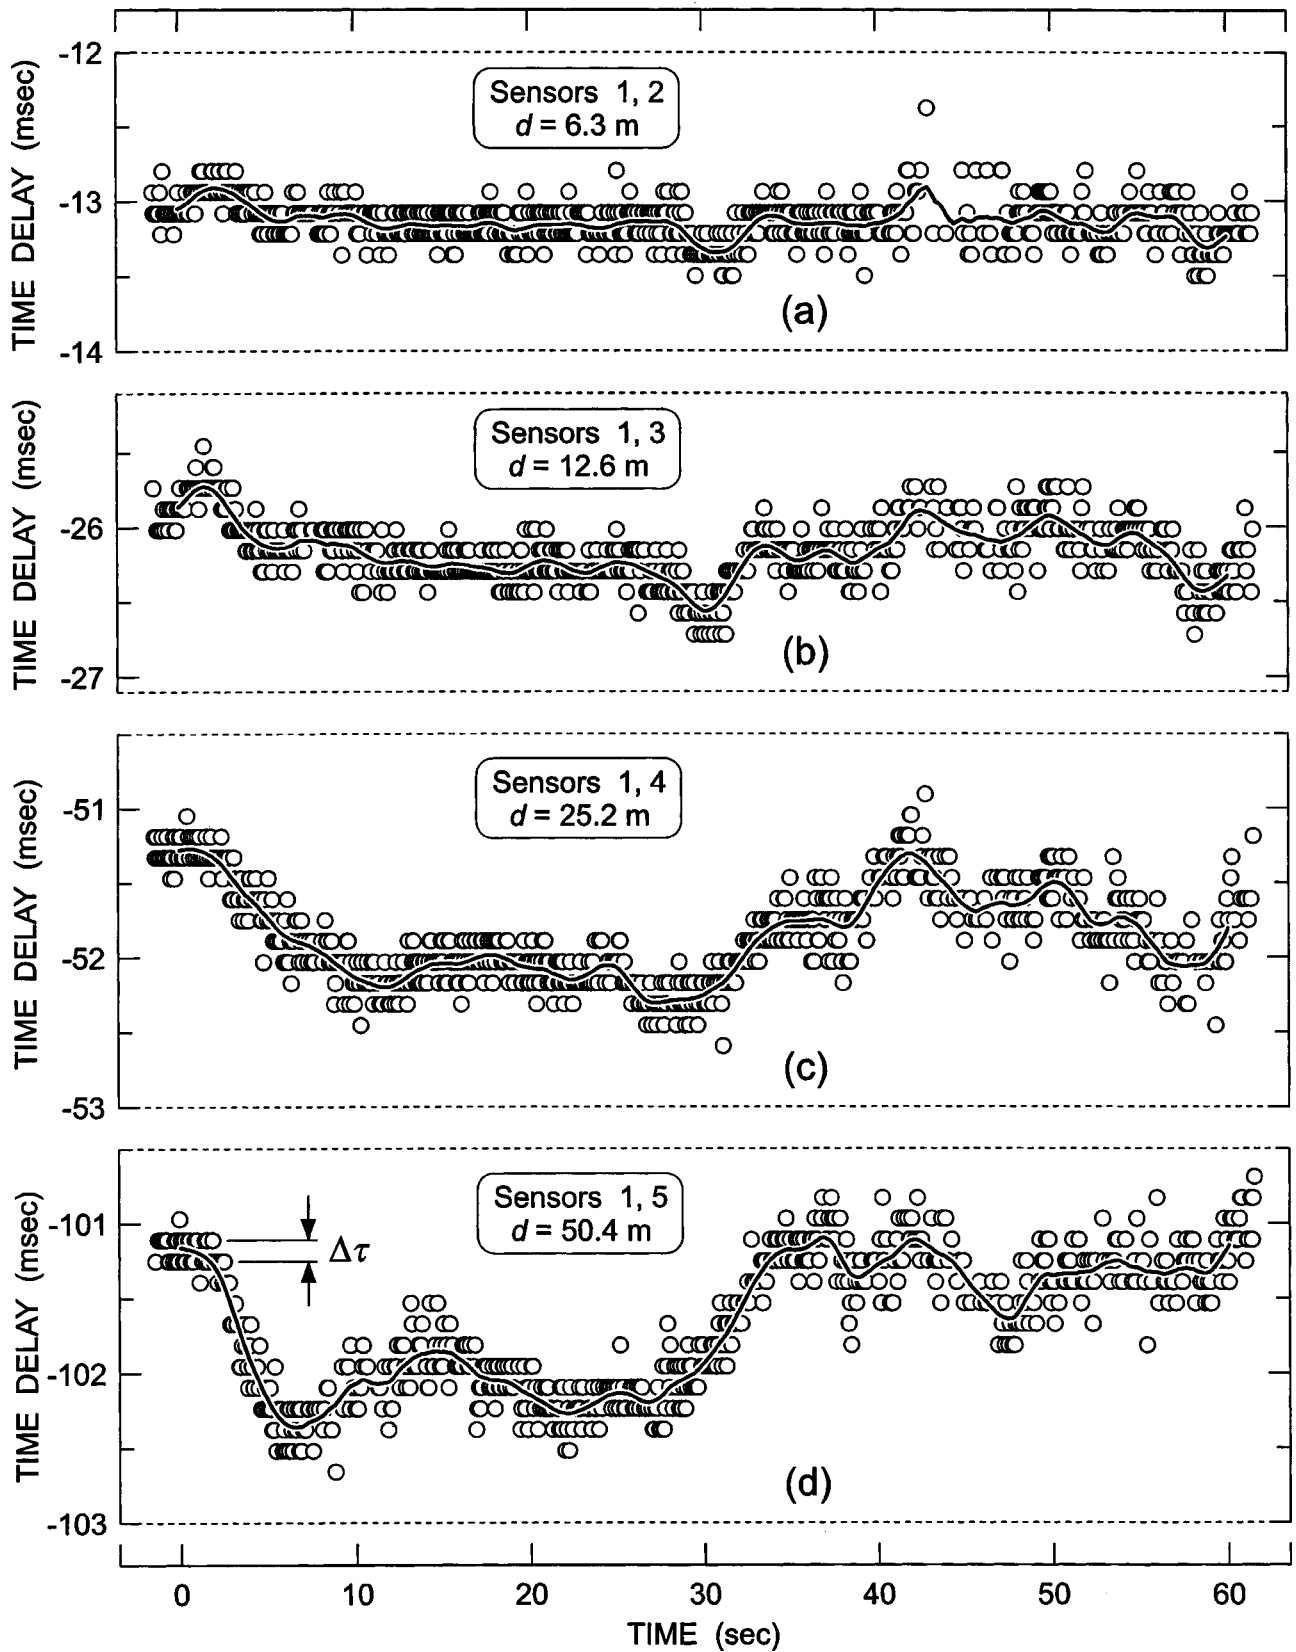 -12
-13
-14
TIME DELAY (msec)
Sensors 1, 2
d = 6.3 m
(a)
-26
-27
TIME DELAY (msec)
Sensors 1, 3
d = 12.6 m
(b)
-51
-52
-53
TIME DELAY (msec)
Sensors 1, 4
d = 25.2 m
(c)
-101
-102
-103
TIME DELAY (msec)
Sensors 1, 5
d = 50.4 m
Δτ
(d)
0 10 20 30 40 50 60
TIME (sec)